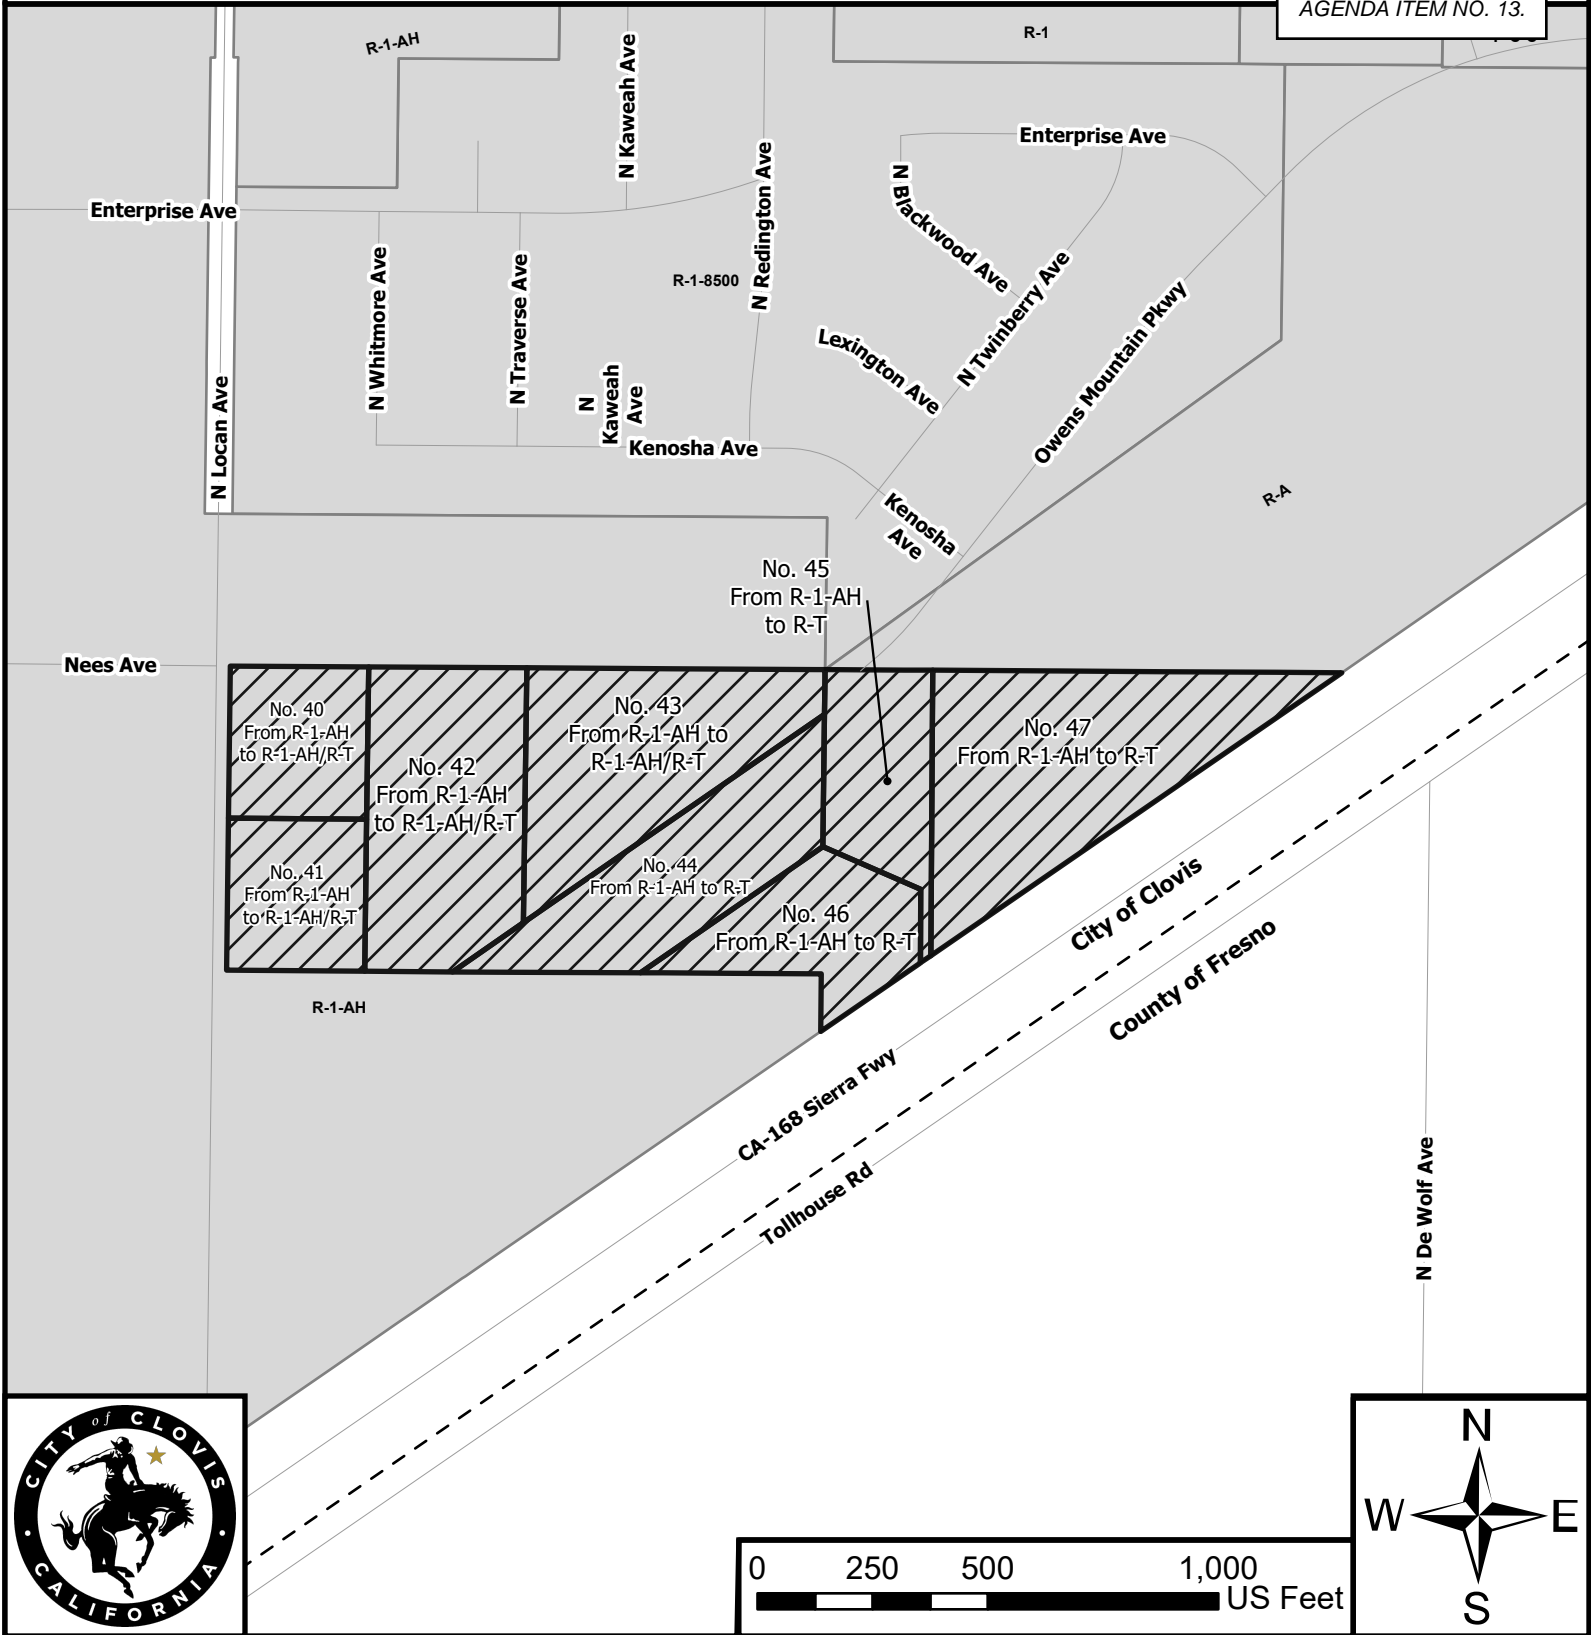 AGENDA ITEM NO. 13.
R-1-AH
R-1
N Kaweah Ave
Enterprise Ave
Enterprise Ave
N Redington Ave
N Blackwood Ave
N Whitmore Ave
N Traverse Ave
R-1-8500
N Twinberry Ave
Owens Mountain Pkwy
Lexington Ave
N
Kaweah
Ave
N Locan Ave
Kenosha Ave
Kenosha
Ave
R-A
No. 45
From R-1-AH
to R-T
Nees Ave
No. 40
From R-1-AH
to R-1-AH/R-T
No. 42
From R-1-AH
to R-1-AH/R-T
No. 43
From R-1-AH to
R-1-AH/R-T
No. 47
From R-1-AH to R-T
No. 41
From R-1-AH
to R-1-AH/R-T
No. 44
From R-1-AH to R-T
No. 46
From R-1-AH to R-T
R-1-AH
City of Clovis
County of Fresno
CA-168 Sierra Fwy
Tollhouse Rd
N De Wolf Ave
CITY of CLOVIS
CALIFORNIA
0 250 500 1,000
US Feet
N
W E
S